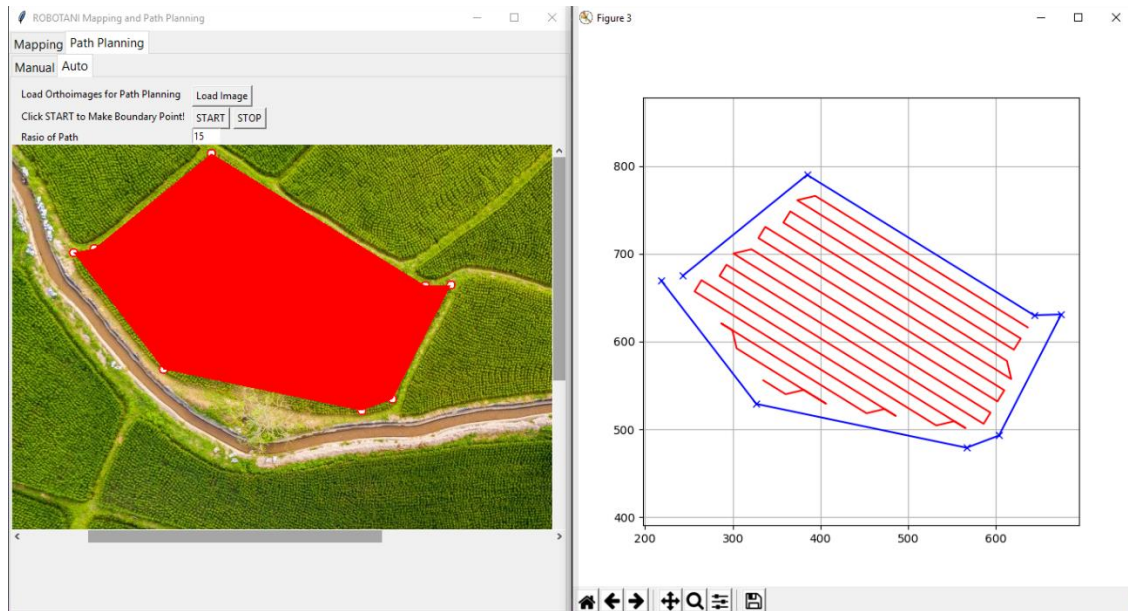 ROBOTANI Mapping and Path Planning
Mapping Path Planning
Manual Auto
Load Orthoimages for Path Planning Load Image
Click START to Make Boundary Point! START STOP
Rasio of Path 15
Figure 3
800
700
600
500
400
200 300 400 500 600